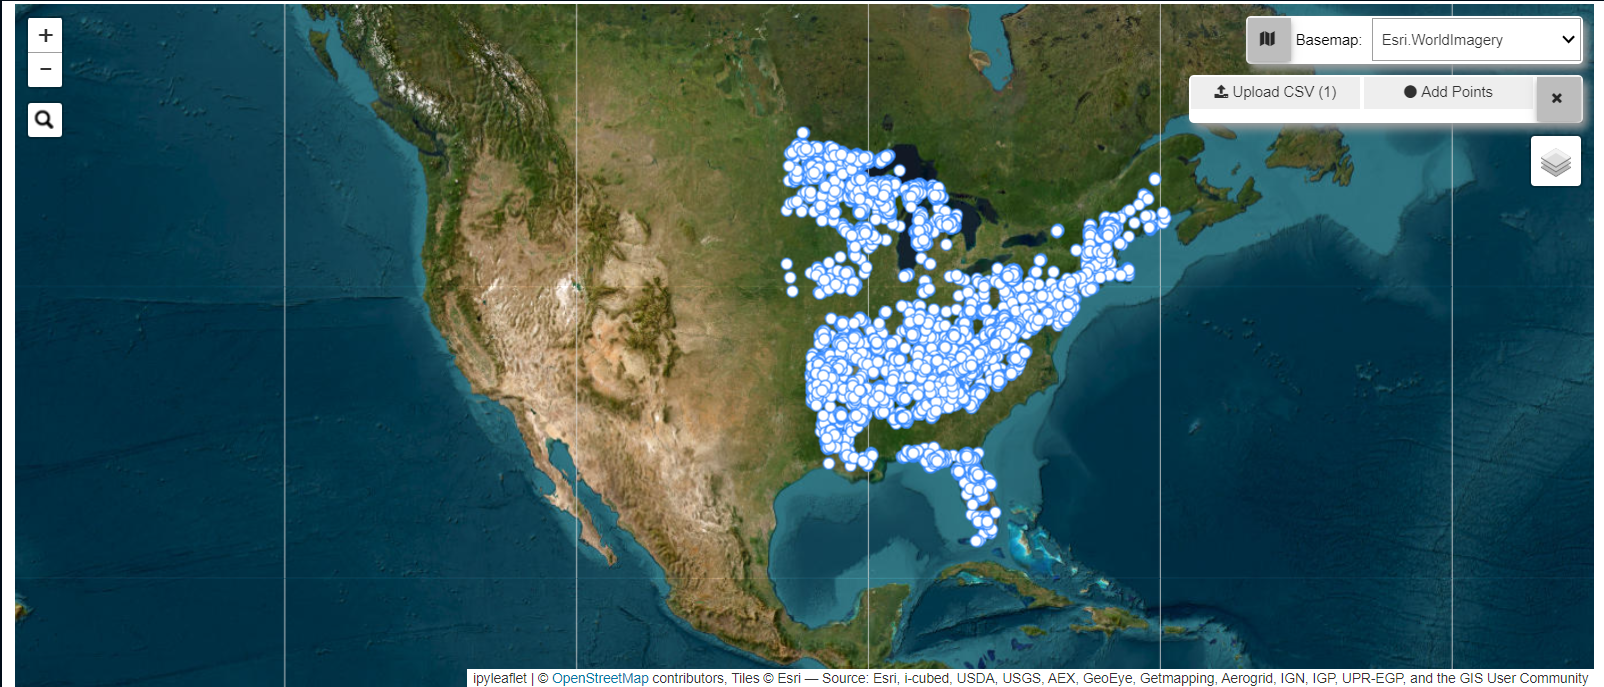 +
−
Basemap: Esri.WorldImagery
Upload CSV (1) Add Points
ipyleaflet | © OpenStreetMap contributors, Tiles © Esri — Source: Esri, i-cubed, USDA, USGS, AEX, GeoEye, Getmapping, Aerogrid, IGN, IGP, UPR-EGP, and the GIS User Community